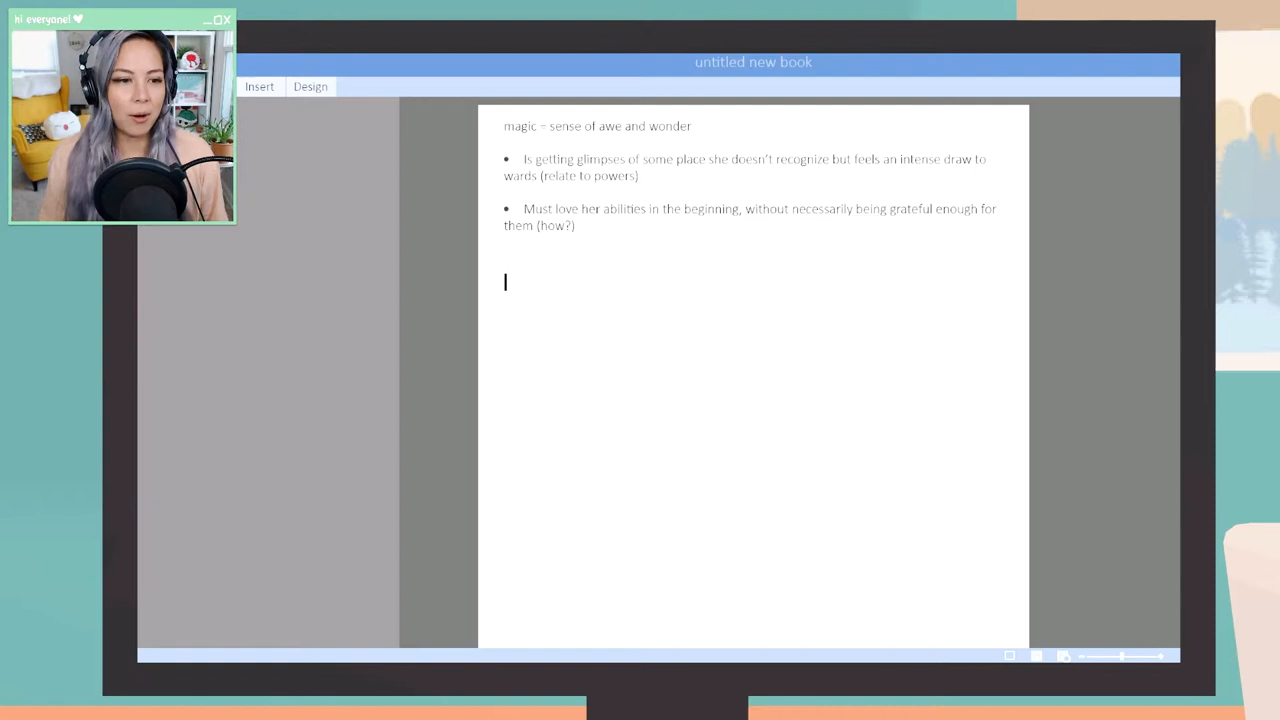 hi everyone!
untitled new book
Insert
Design
magic = sense of awe and wonder
• Is getting glimpses of some place she doesn't recognize but feels an intense draw to
wards (relate to powers)
• Must love her abilities in the beginning, without necessarily being grateful enough for
them (how?)